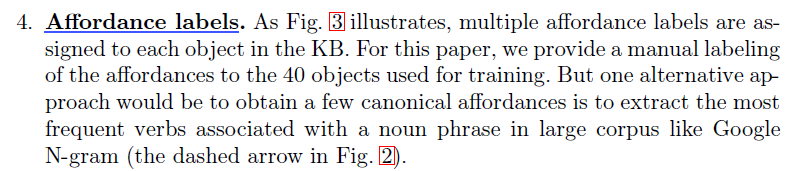 4. Affordance labels. As Fig. 3 illustrates, multiple affordance labels are as-
signed to each object in the KB. For this paper, we provide a manual labeling
of the affordances to the 40 objects used for training. But one alternative ap-
proach would be to obtain a few canonical affordances is to extract the most
frequent verbs associated with a noun phrase in large corpus like Google
N-gram (the dashed arrow in Fig. 2).